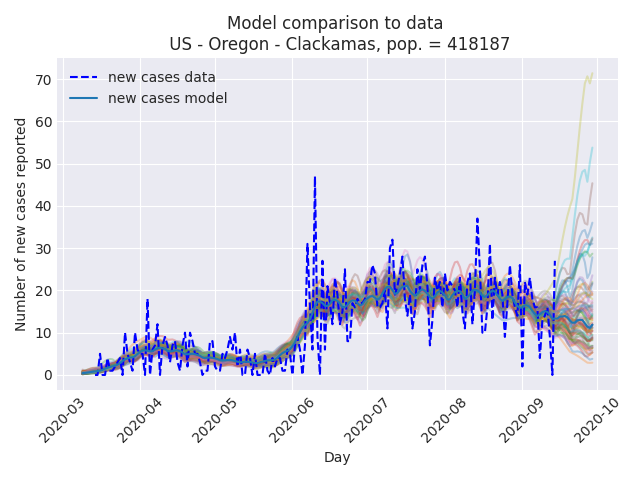 Model comparison to data
US - Oregon - Clackamas, pop. = 418187
new cases data
new cases model
Number of new cases reported
70
60
50
40
30
20
10
0
2020-03
2020-04
2020-05
2020-06
2020-07
2020-08
2020-09
2020-10
Day